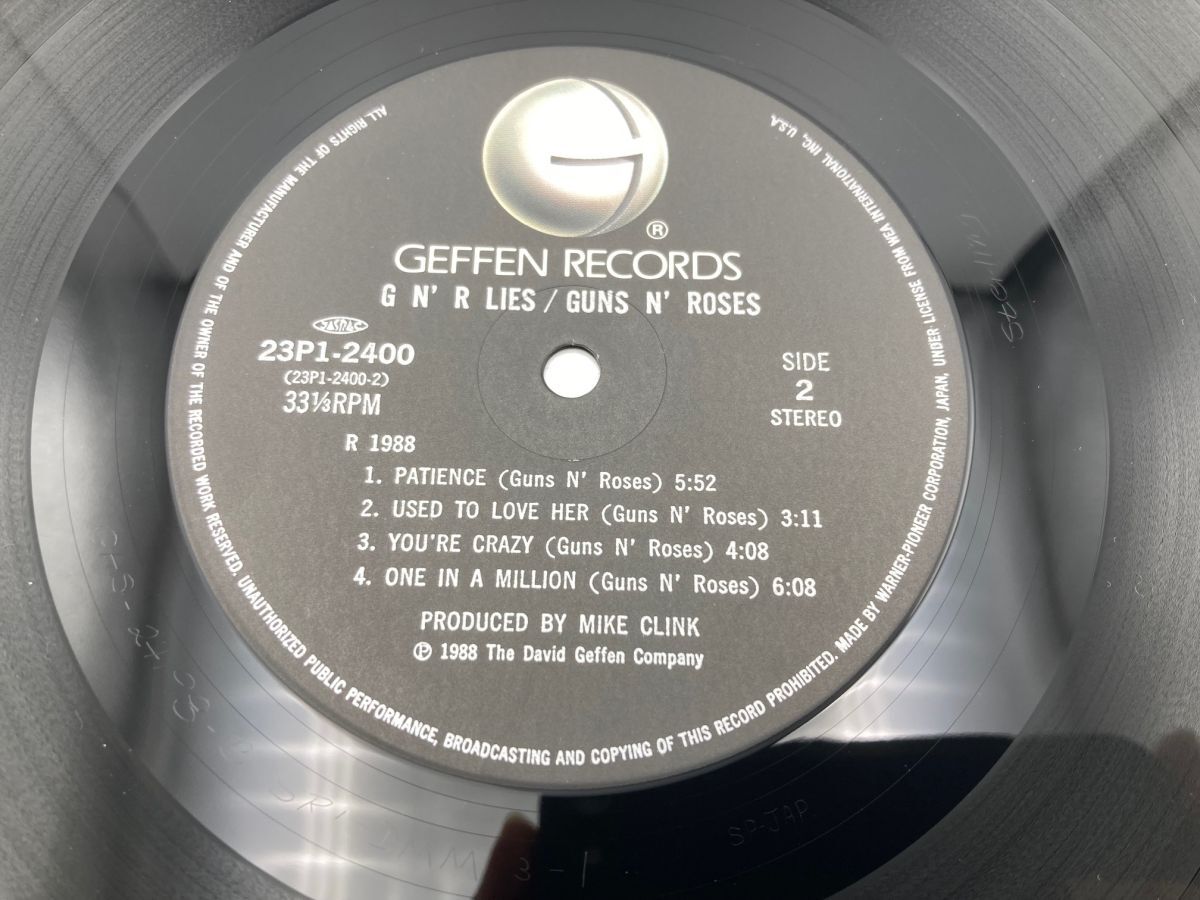 ®
GEFFEN RECORDS
G N' R LIES / GUNS N' ROSES
23P1-2400
(23P1-2400-2)
33⅓RPM
SIDE
2
STEREO
R 1988
1. PATIENCE (Guns N' Roses) 5:52
2. USED TO LOVE HER (Guns N' Roses) 3:11
3. YOU'RE CRAZY (Guns N' Roses) 4:08
4. ONE IN A MILLION (Guns N' Roses) 6:08
PRODUCED BY MIKE CLINK
℗ 1988 The David Geffen Company
ALL RIGHTS OF THE MANUFACTURER AND OF THE OWNER OF THE RECORDED WORK RESERVED. UNAUTHORIZED PUBLIC PERFORMANCE, BROADCASTING AND COPYING OF THIS RECORD PROHIBITED. MADE BY WARNER-PIONEER CORPORATION, JAPAN, UNDER LICENSE FROM WEA INTERNATIONAL INC., U.S.A.
SP-JAP.
3-1